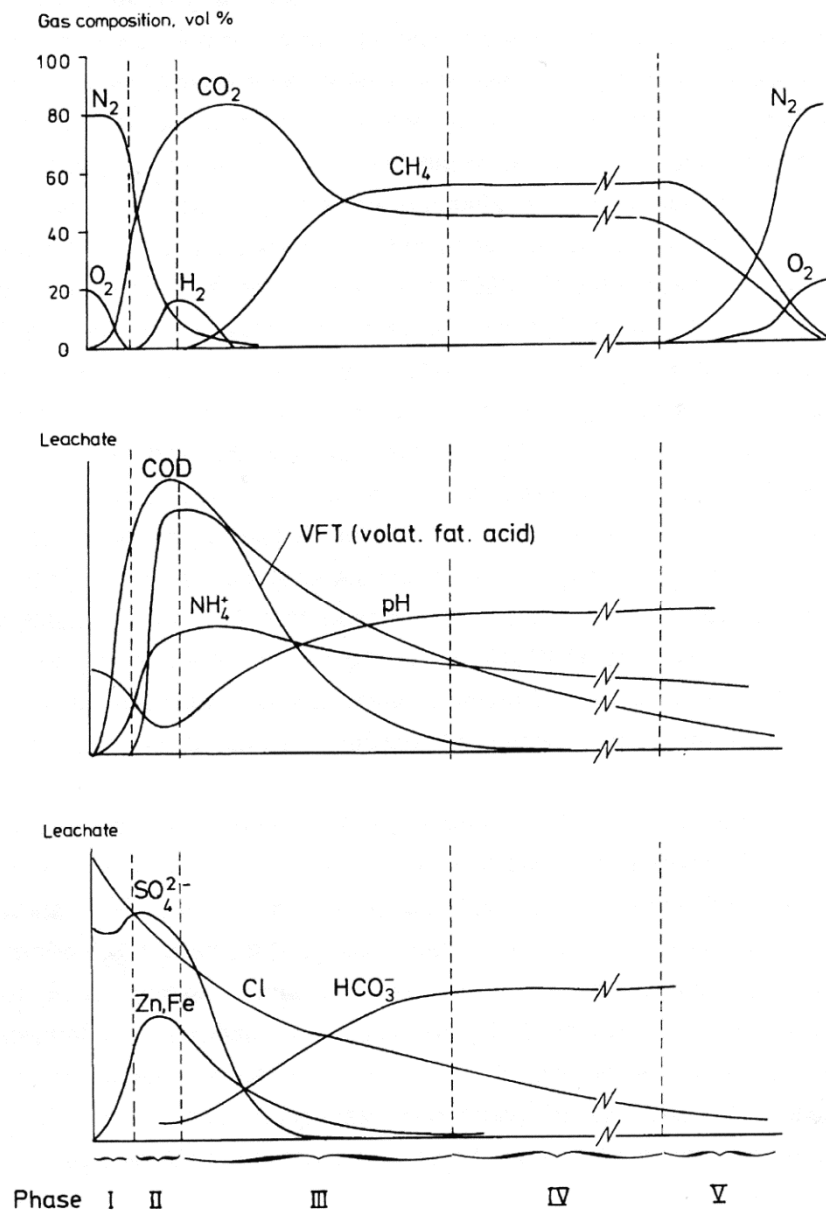 Gas composition, vol %
100
80
60
40
20
0
N₂
O₂
CO₂
H₂
CH₄
N₂
O₂
Leachate
COD
VFT (volat. fat. acid)
NH₄⁺
pH
Leachate
SO₄²⁻
Zn,Fe
Cl
HCO₃⁻
Phase I II III IV V